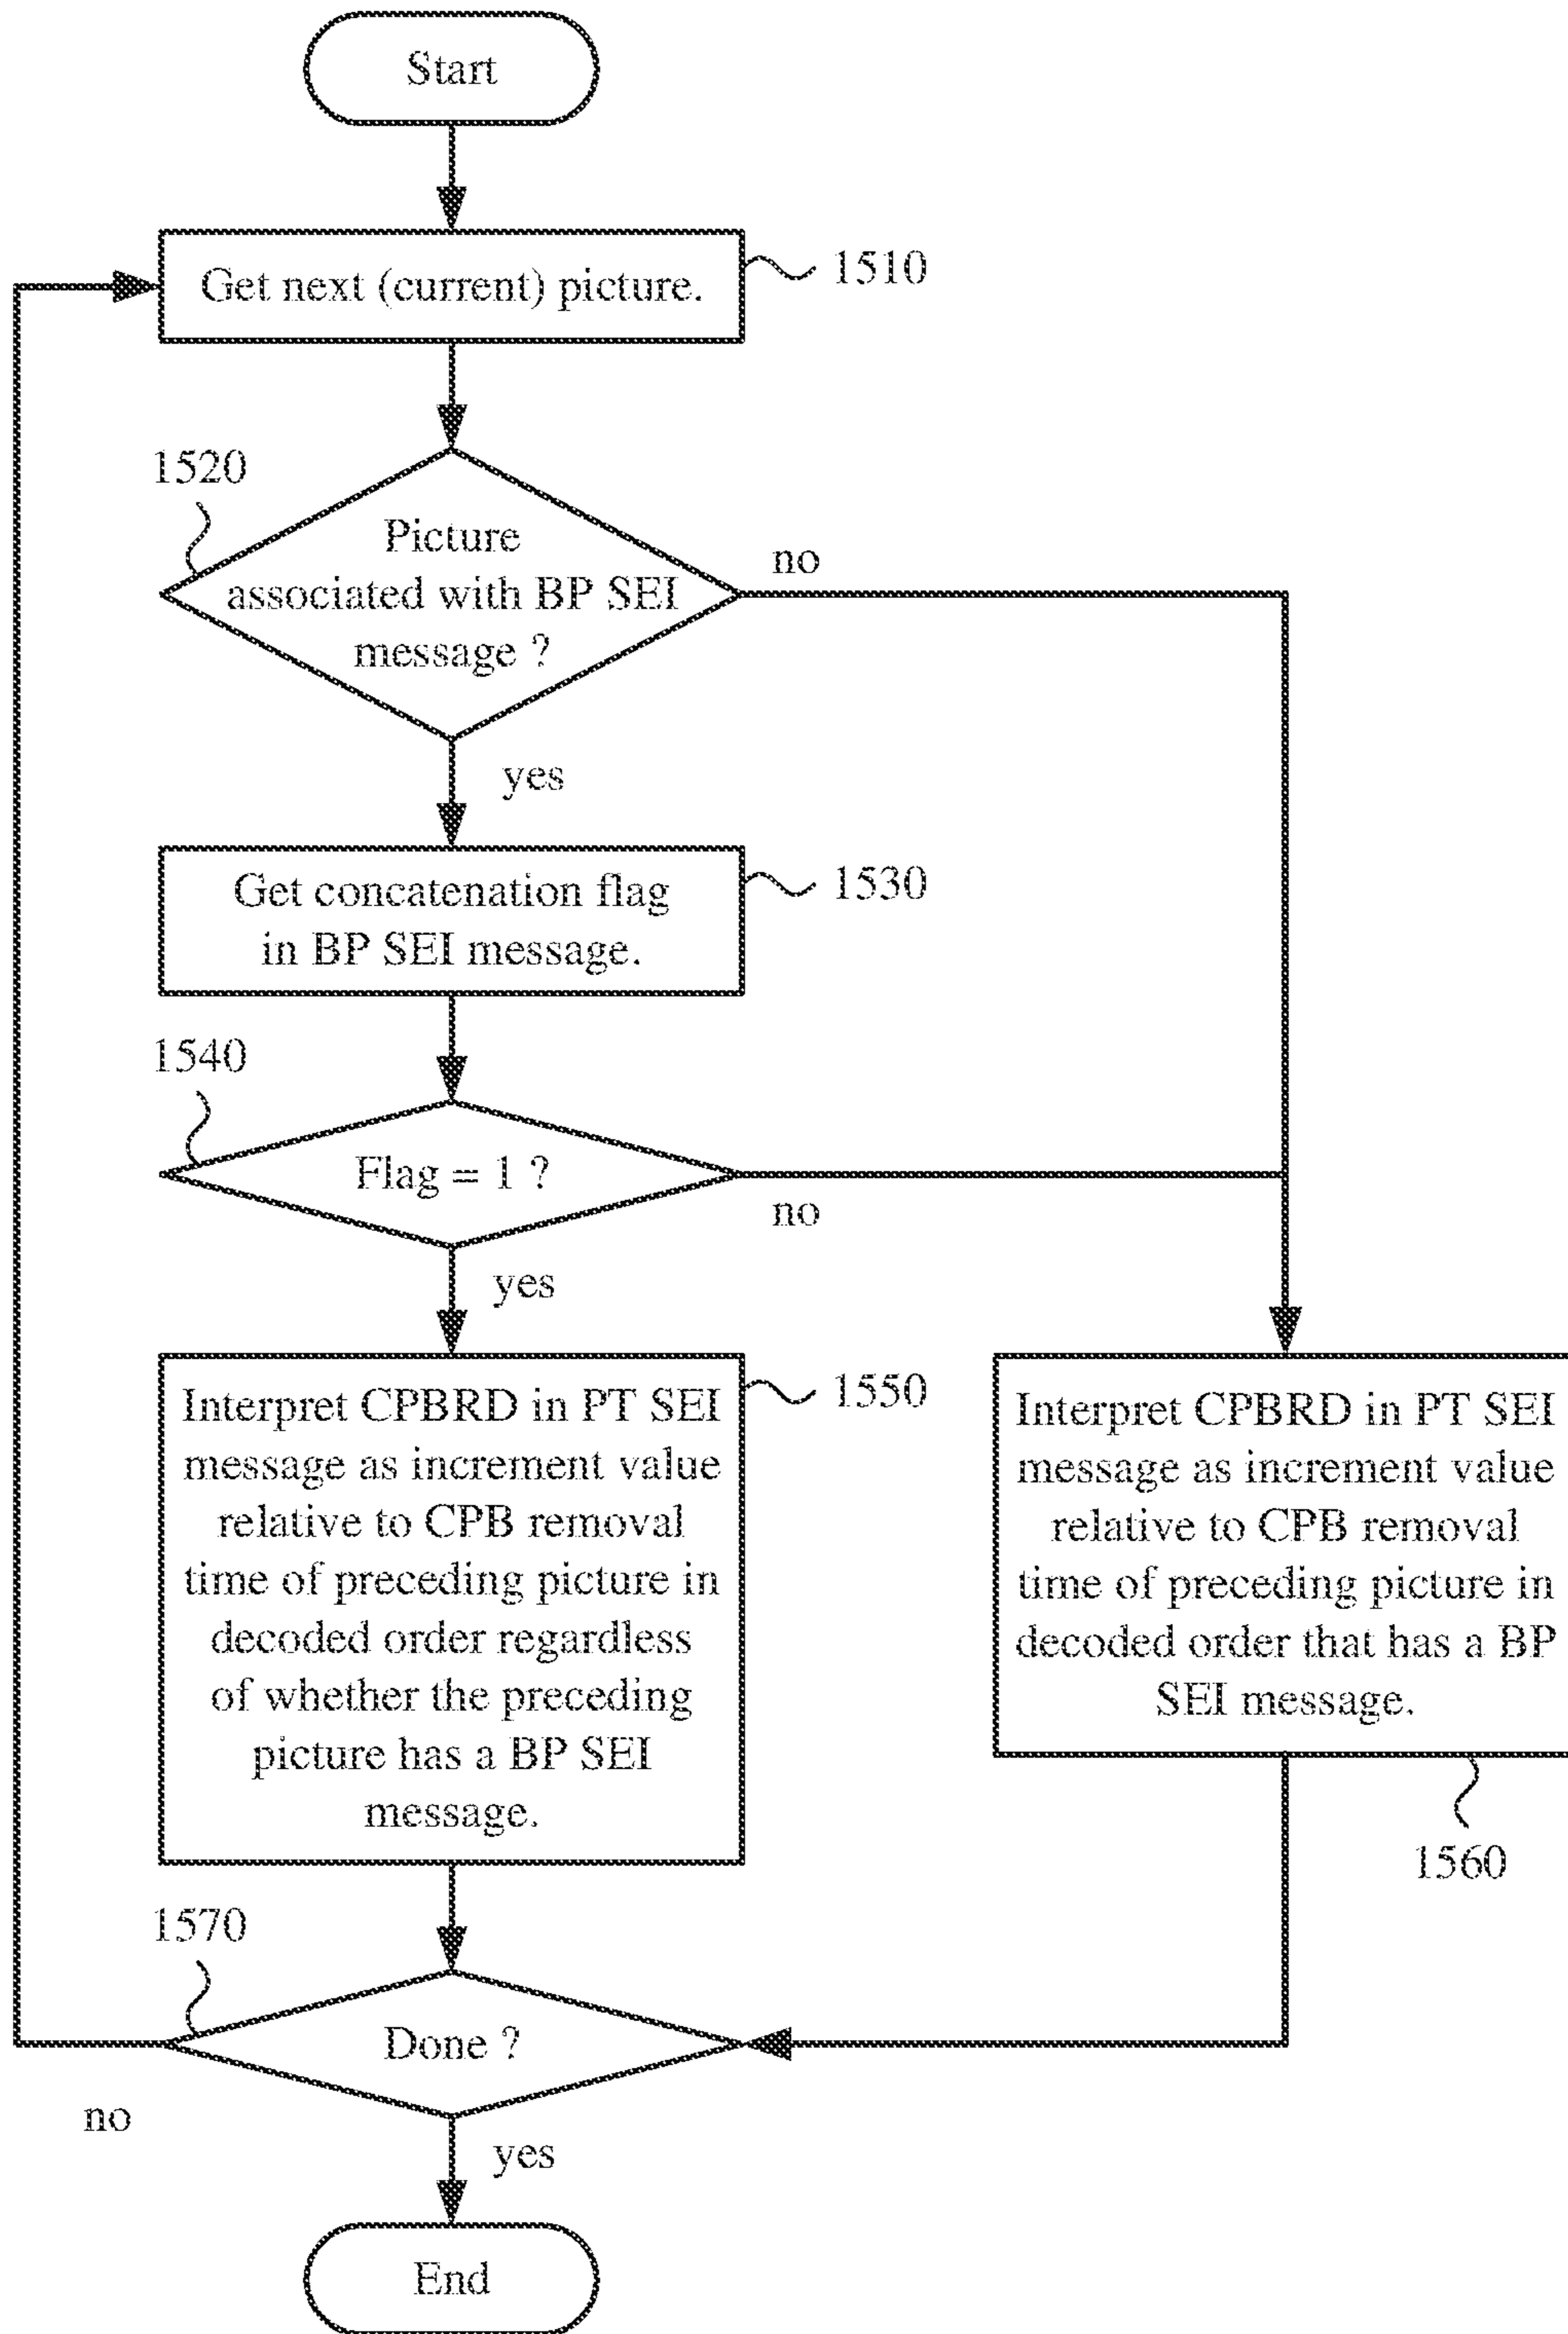 Start
Get next (current) picture.
1510
1520
Picture
associated with BP SEI
message ?
no
yes
Get concatenation flag
in BP SEI message.
1530
1540
Flag = 1 ?
no
yes
Interpret CPBRD in PT SEI
message as increment value
relative to CPB removal
time of preceding picture in
decoded order regardless
of whether the preceding
picture has a BP SEI
message.
1550
Interpret CPBRD in PT SEI
message as increment value
relative to CPB removal
time of preceding picture in
decoded order that has a BP
SEI message.
1560
1570
Done ?
no
yes
End